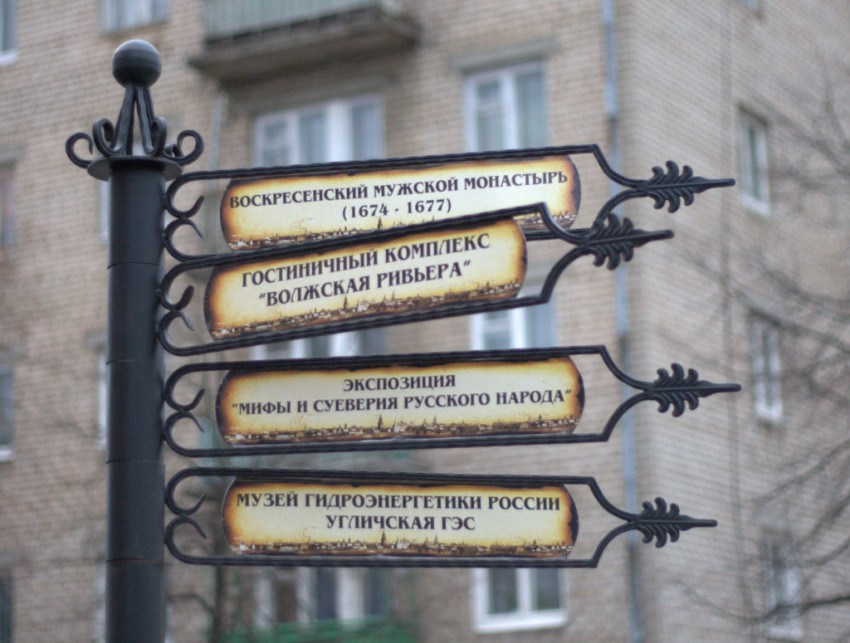 ВОСКРЕСЕНСКИЙ МУЖСКОЙ МОНАСТЫРЬ
(1674 - 1677)
ГОСТИНИЧНЫЙ КОМПЛЕКС
"ВОЛЖСКАЯ РИВЬЕРА"
ЭКСПОЗИЦИЯ
"МИФЫ И СУЕВЕРИЯ РУССКОГО НАРОДА"
МУЗЕЙ ГИДРОЭНЕРГЕТИКИ РОССИИ
УГЛИЧСКАЯ ГЭС